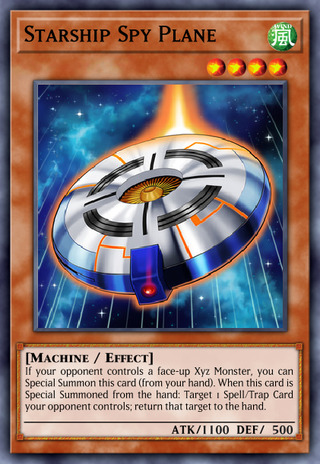 Starship Spy Plane
WIND
風
[Machine / Effect]
If your opponent controls a face-up Xyz Monster, you can
Special Summon this card (from your hand). When this card is
Special Summoned from the hand: Target 1 Spell/Trap Card
your opponent controls; return that target to the hand.
ATK/1100 DEF/ 500